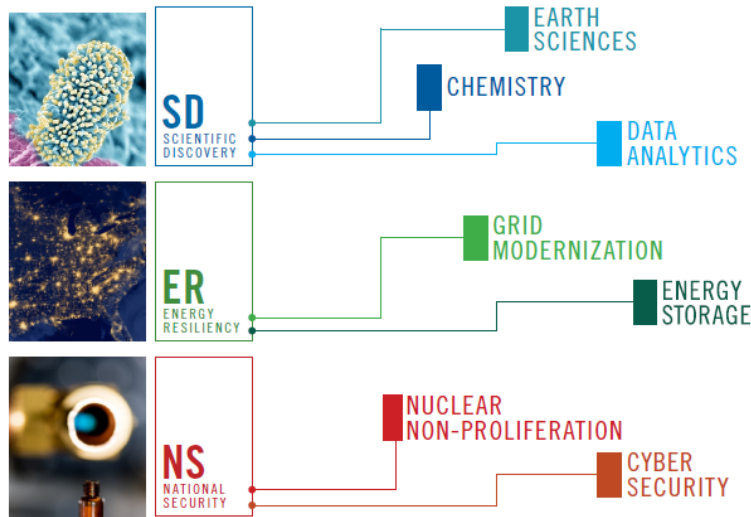 SD
SCIENTIFIC
DISCOVERY
EARTH
SCIENCES
CHEMISTRY
DATA
ANALYTICS
ER
ENERGY
RESILIENCY
GRID
MODERNIZATION
ENERGY
STORAGE
NS
NATIONAL
SECURITY
NUCLEAR
NON-PROLIFERATION
CYBER
SECURITY